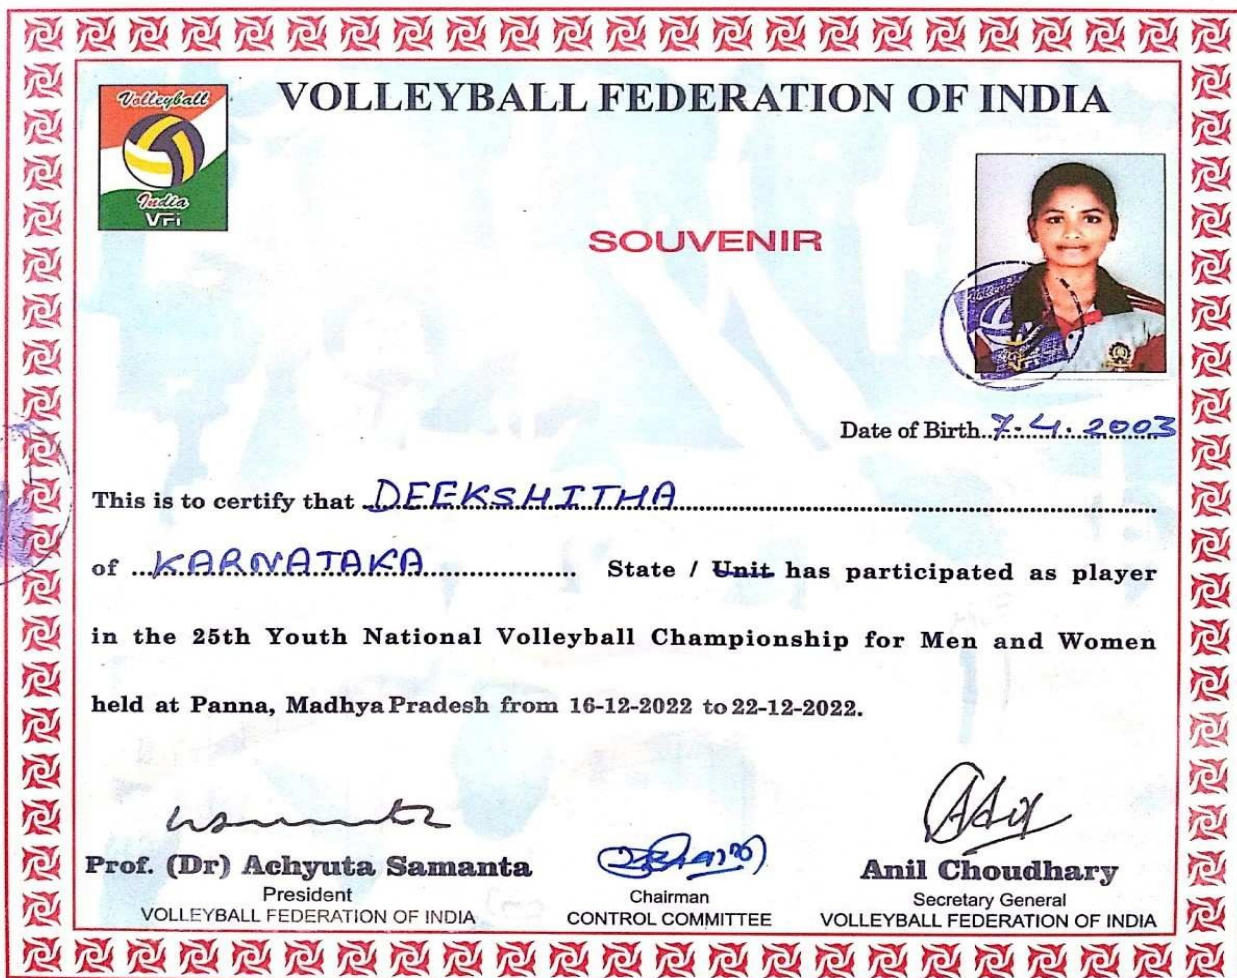 Volleyball
India
VFi
VOLLEYBALL FEDERATION OF INDIA
SOUVENIR
Date of Birth..7.4.2003
This is to certify that DEEKSHITHA
of KARNATAKA State / Unit has participated as player
in the 25th Youth National Volleyball Championship for Men and Women
held at Panna, Madhya Pradesh from 16-12-2022 to 22-12-2022.
Prof. (Dr) Achyuta Samanta
President
VOLLEYBALL FEDERATION OF INDIA
Chairman
CONTROL COMMITTEE
Anil Choudhary
Secretary General
VOLLEYBALL FEDERATION OF INDIA